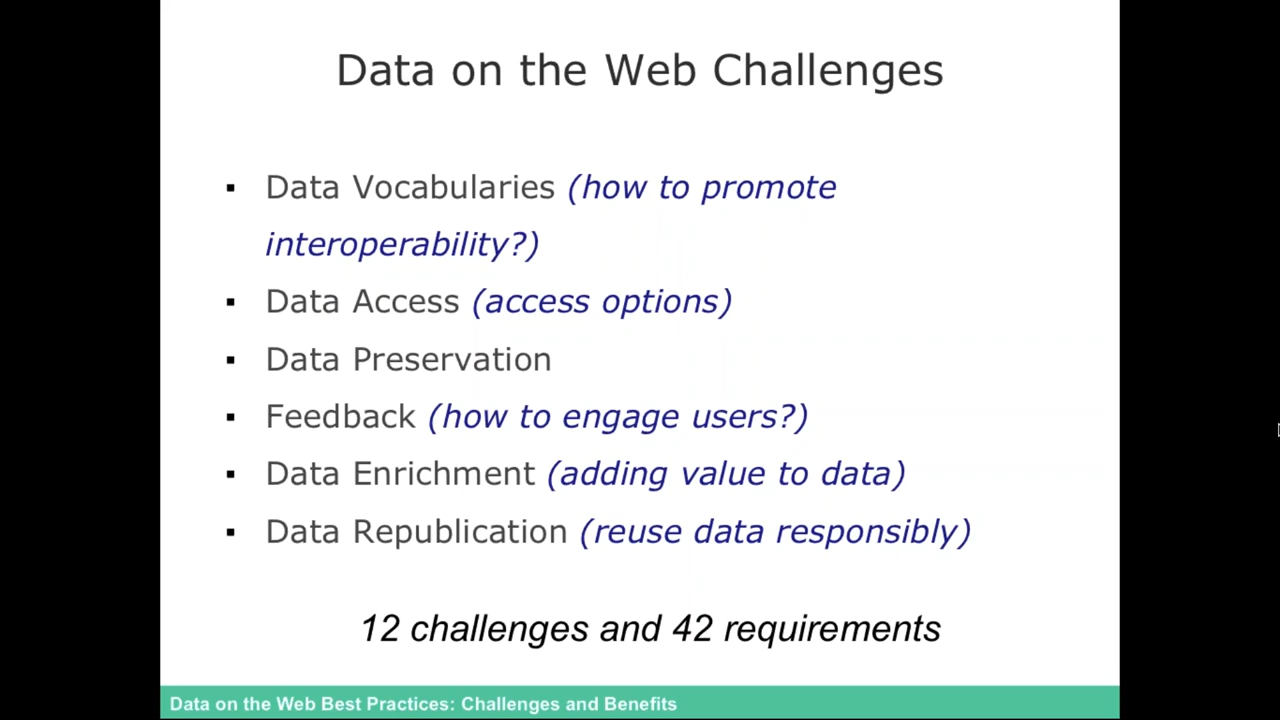 Data on the Web Challenges
▪ Data Vocabularies (how to promote
interoperability?)
▪ Data Access (access options)
▪ Data Preservation
▪ Feedback (how to engage users?)
▪ Data Enrichment (adding value to data)
▪ Data Republication (reuse data responsibly)
12 challenges and 42 requirements
Data on the Web Best Practices: Challenges and Benefits